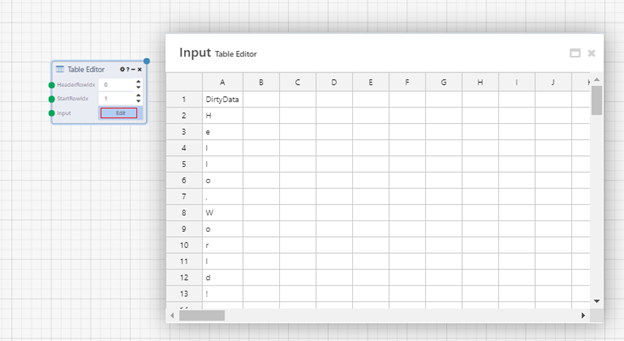 Table Editor
HeaderRowIdx 0
StartRowIdx 1
Input Edit
Input Table Editor
A B C D E F G H I J
1 DirtyData
2 H
3 e
4 l
5 l
6 o
7 ,
8 W
9 o
10 r
11 l
12 d
13 !